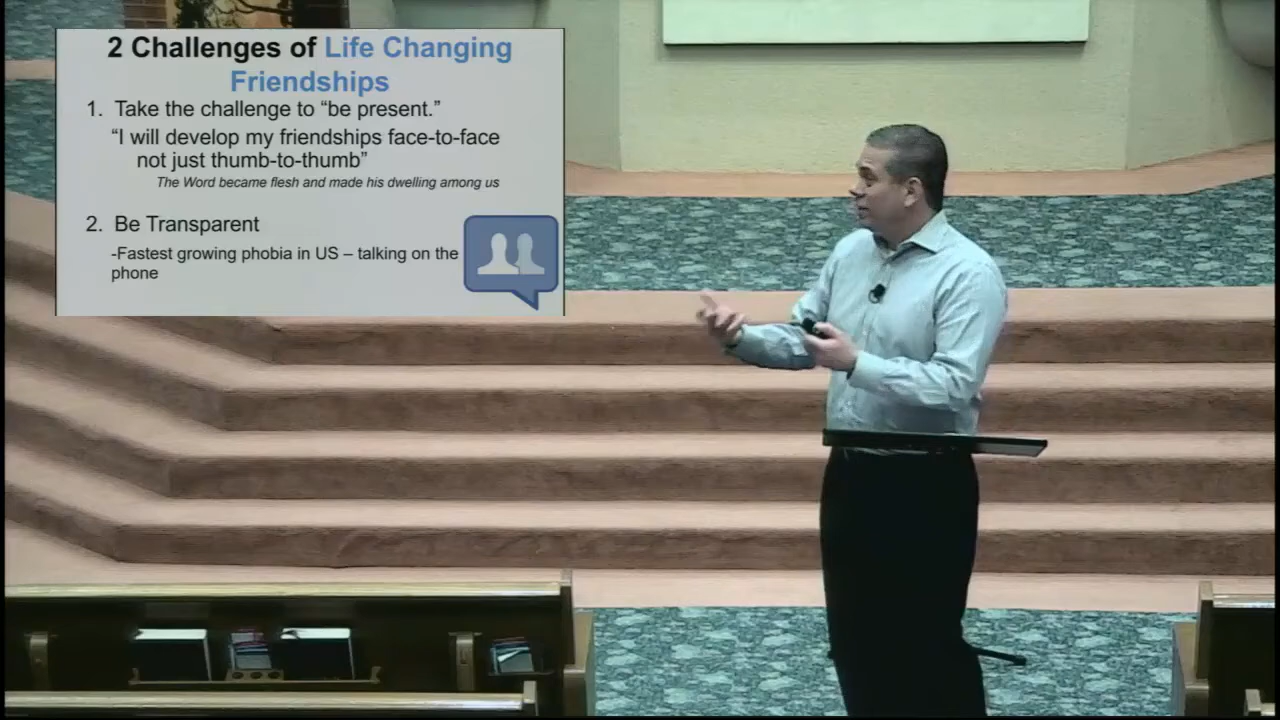 2 Challenges of Life Changing
Friendships
1. Take the challenge to “be present.”
“I will develop my friendships face-to-face
not just thumb-to-thumb”
The Word became flesh and made his dwelling among us
2. Be Transparent
-Fastest growing phobia in US – talking on the
phone